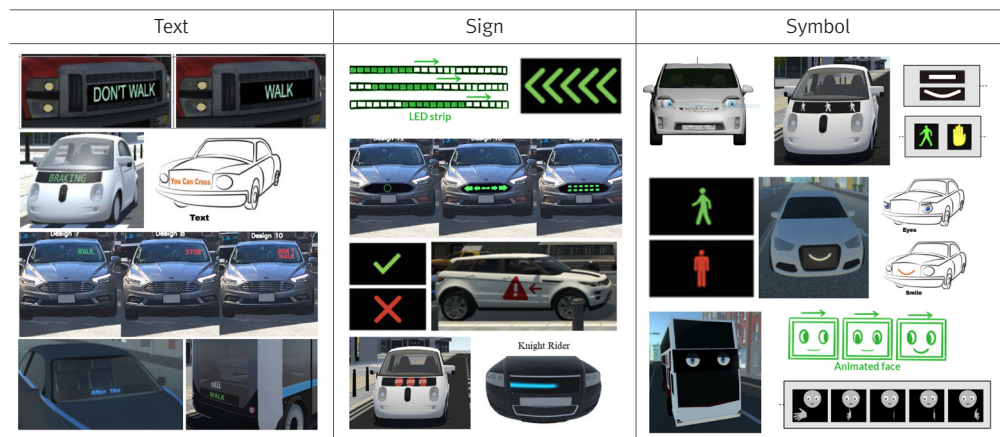 Text
Sign
Symbol
DON'T WALK
WALK
BRAKING
You Can Cross
Text
Design 7
Design 8
Design 10
WALK
STOP
DON'T
WALK
After You
olli
WALK
LED strip
Knight Rider
Eyes
Smile
Animated face